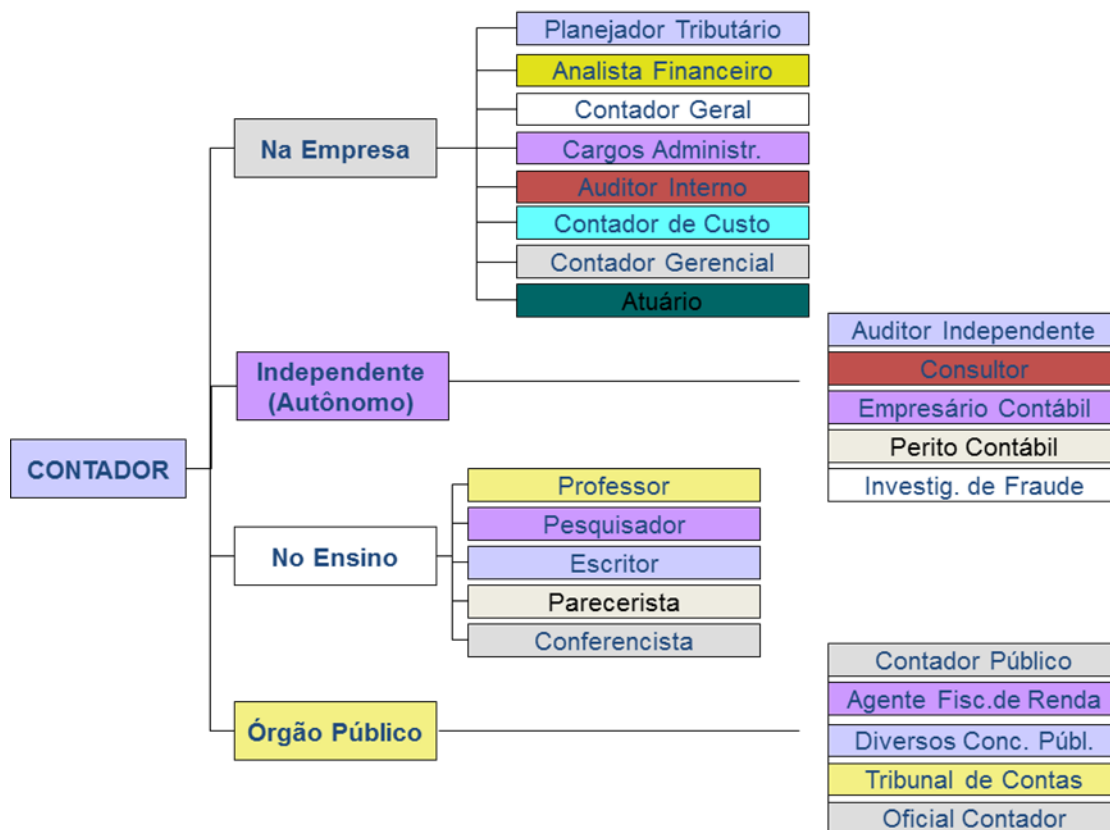 Planejador Tributário
Analista Financeiro
Contador Geral
Na Empresa
Cargos Administr.
Auditor Interno
Contador de Custo
Contador Gerencial
Atuário
Auditor Independente
Independente
(Autônomo)
Consultor
Empresário Contábil
Perito Contábil
Investig. de Fraude
CONTADOR
Professor
Pesquisador
No Ensino
Escritor
Parecerista
Conferencista
Contador Público
Agente Fisc.de Renda
Órgão Público
Diversos Conc. Públ.
Tribunal de Contas
Oficial Contador